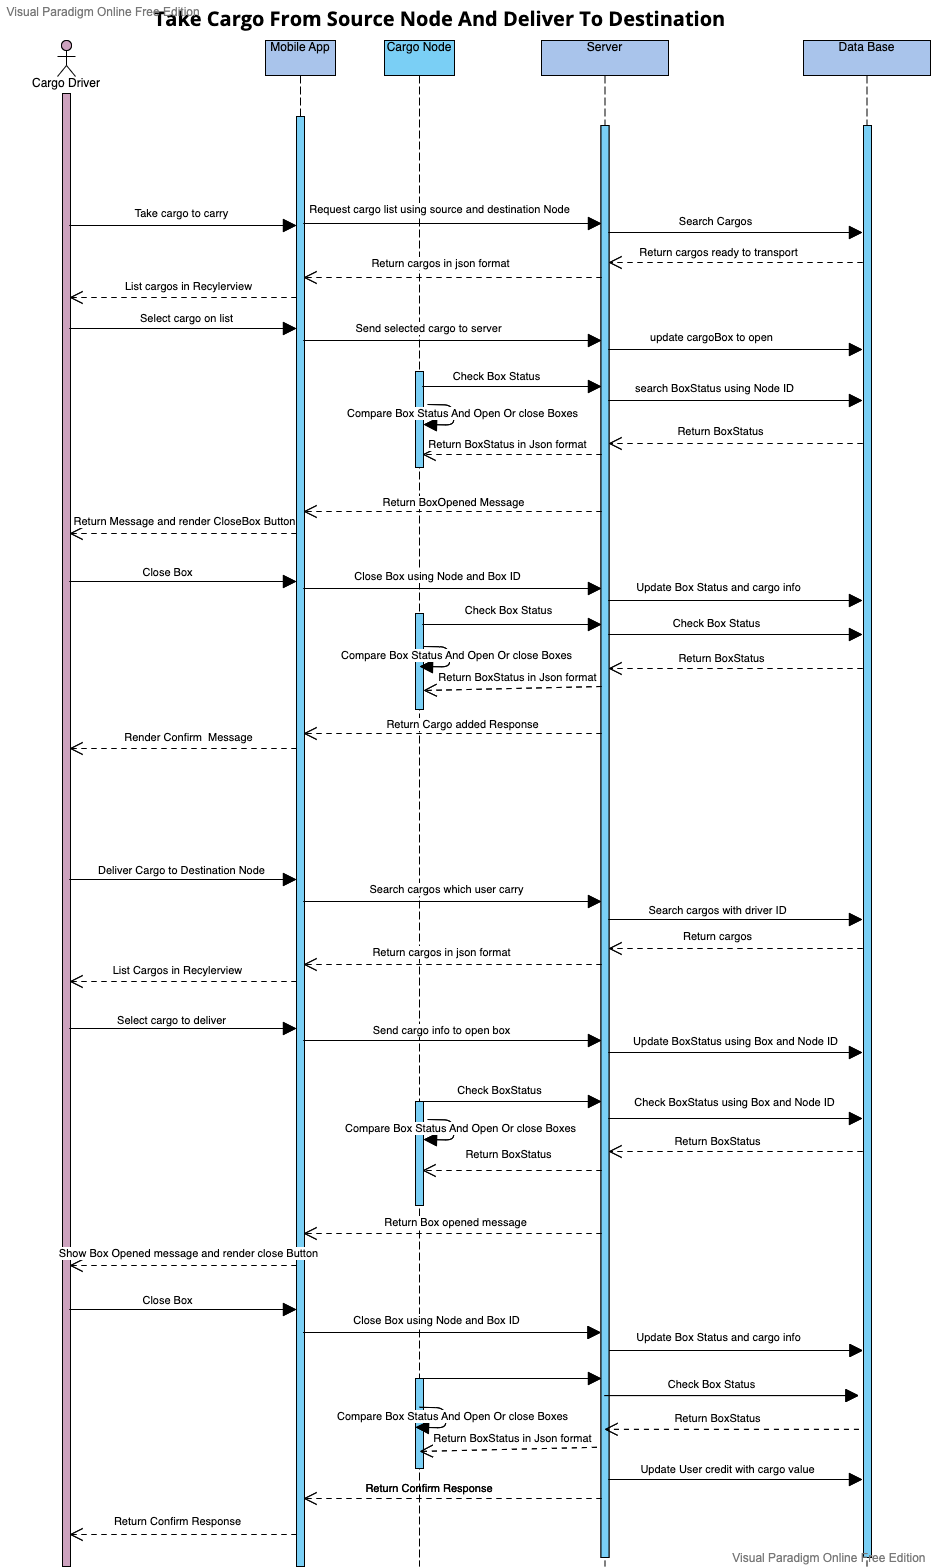 Visual Paradigm Online Free Edition
Take Cargo From Source Node And Deliver To Destination
Cargo Driver
Mobile App
Cargo Node
Server
Data Base
Take cargo to carry
Request cargo list using source and destination Node
Search Cargos
Return cargos ready to transport
Return cargos in json format
List cargos in Recylerview
Select cargo on list
Send selected cargo to server
update cargoBox to open
Check Box Status
search BoxStatus using Node ID
Compare Box Status And Open Or close Boxes
Return BoxStatus
Return BoxStatus in Json format
Return BoxOpened Message
Return Message and render CloseBox Button
Close Box
Close Box using Node and Box ID
Update Box Status and cargo info
Check Box Status
Check Box Status
Compare Box Status And Open Or close Boxes
Return BoxStatus
Return BoxStatus in Json format
Return Cargo added Response
Render Confirm  Message
Deliver Cargo to Destination Node
Search cargos which user carry
Search cargos with driver ID
Return cargos
Return cargos in json format
List Cargos in Recylerview
Select cargo to deliver
Send cargo info to open box
Update BoxStatus using Box and Node ID
Check BoxStatus
Check BoxStatus using Box and Node ID
Compare Box Status And Open Or close Boxes
Return BoxStatus
Return BoxStatus
Return Box opened message
Show Box Opened message and render close Button
Close Box
Close Box using Node and Box ID
Update Box Status and cargo info
Check Box Status
Compare Box Status And Open Or close Boxes
Return BoxStatus
Return BoxStatus in Json format
Update User credit with cargo value
Return Confirm Response
Return Confirm Response
Visual Paradigm Online Free Edition